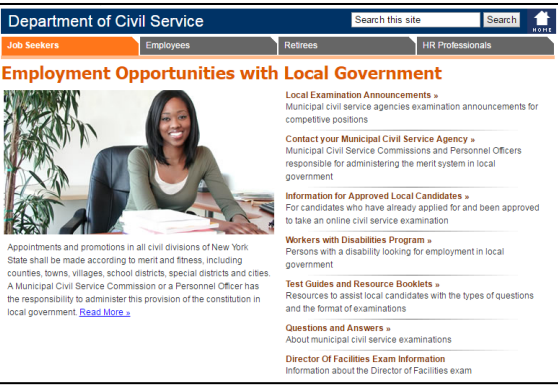 Department of Civil Service
Search this site
Search
HOME
Job Seekers
Employees
Retirees
HR Professionals
Employment Opportunities with Local Government
Appointments and promotions in all civil divisions of New York
State shall be made according to merit and fitness, including
counties, towns, villages, school districts, special districts and cities.
A Municipal Civil Service Commission or a Personnel Officer has
the responsibility to administer this provision of the constitution in
local government. Read More »
Local Examination Announcements »
Municipal civil service agencies examination announcements for
competitive positions
Contact your Municipal Civil Service Agency »
Municipal Civil Service Commissions and Personnel Officers
responsible for administering the merit system in local
government
Information for Approved Local Candidates »
For candidates who have already applied for and been approved
to take an online civil service examination
Workers with Disabilities Program »
Persons with a disability looking for employment in local
government
Test Guides and Resource Booklets »
Resources to assist local candidates with the types of questions
and the format of examinations
Questions and Answers »
About municipal civil service examinations
Director Of Facilities Exam Information
Information about the Director of Facilities exam